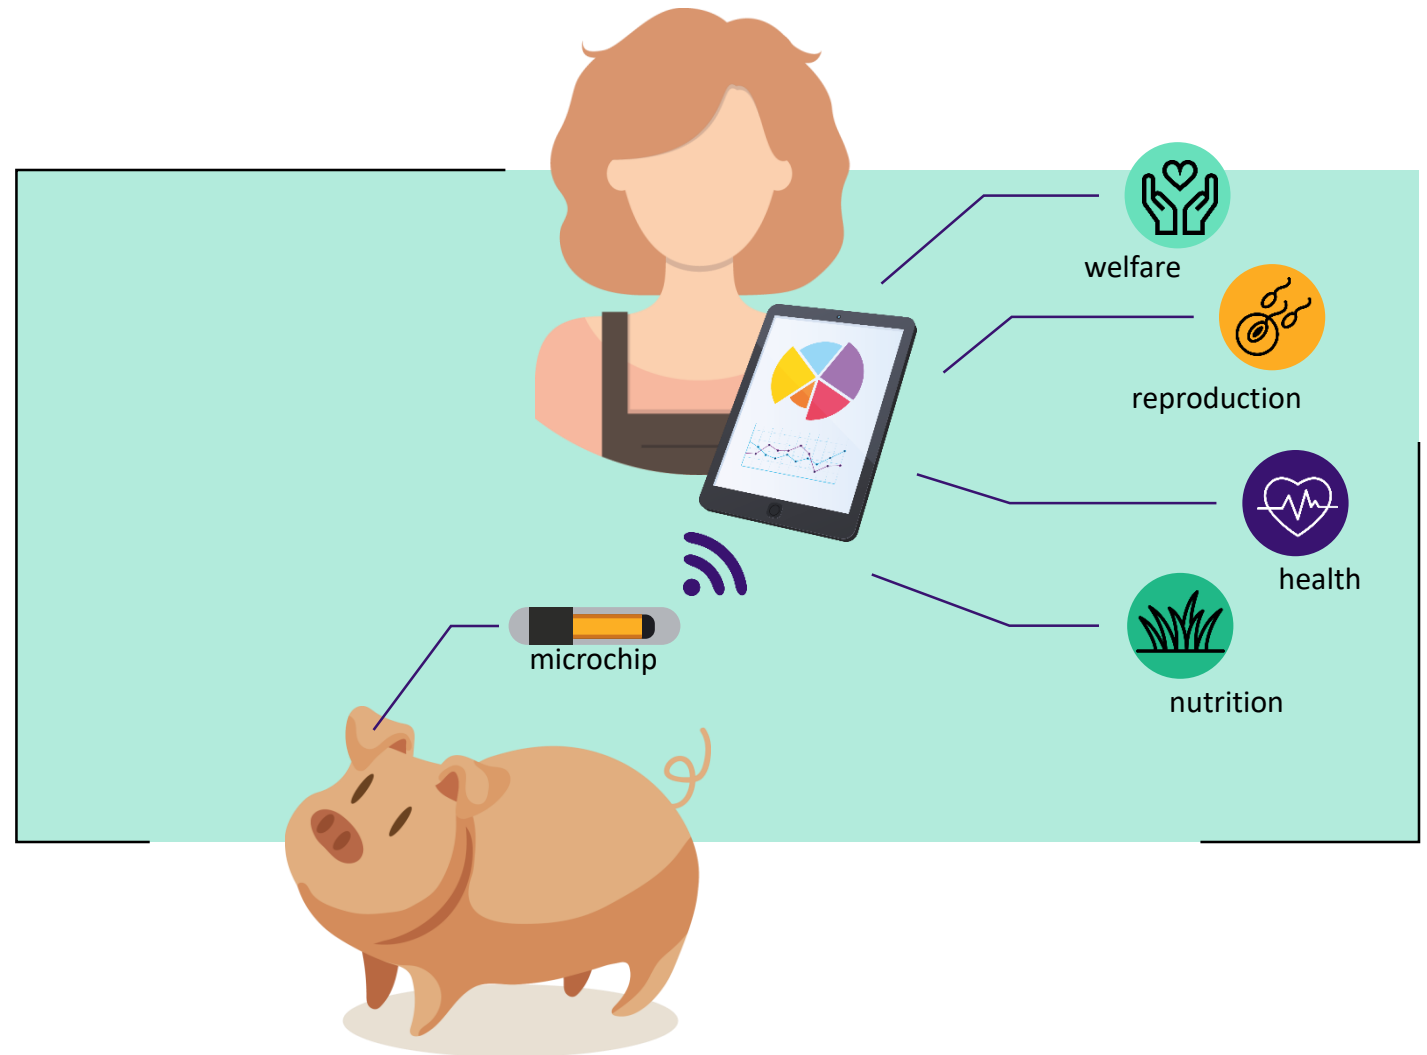 welfare
reproduction
health
microchip
nutrition